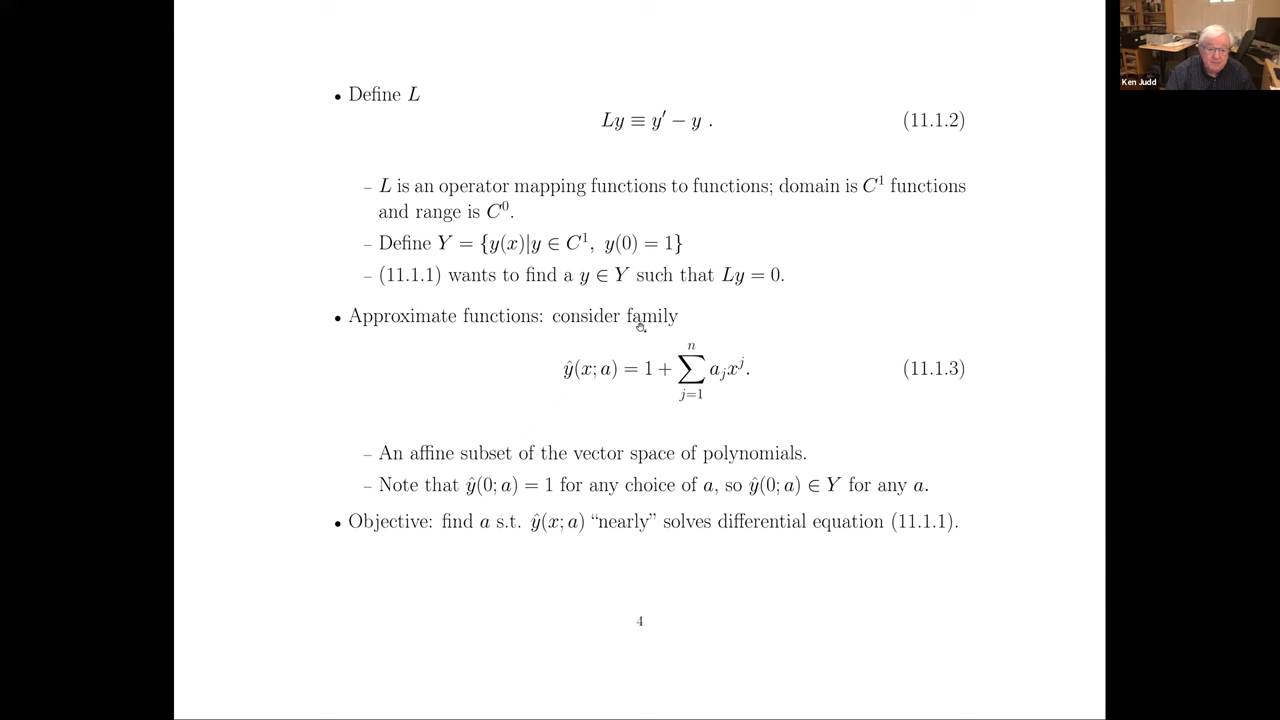 • Define L
Ly ≡ y′ − y . (11.1.2)
– L is an operator mapping functions to functions; domain is C¹ functions
and range is C⁰.
– Define Y = {y(x)|y ∈ C¹, y(0) = 1}
– (11.1.1) wants to find a y ∈ Y such that Ly = 0.
• Approximate functions: consider family
ŷ(x; a) = 1 + ∑ⁿⱼ₌₁ aⱼxʲ. (11.1.3)
– An affine subset of the vector space of polynomials.
– Note that ŷ(0; a) = 1 for any choice of a, so ŷ(0; a) ∈ Y for any a.
• Objective: find a s.t. ŷ(x; a) “nearly” solves differential equation (11.1.1).
4
Ken Judd